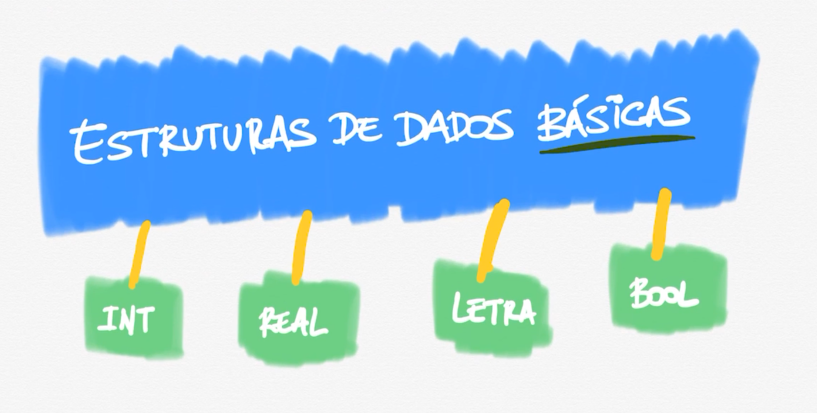 ESTRUTURAS DE DADOS BÁSICAS
INT
REAL
LETRA
BOOL